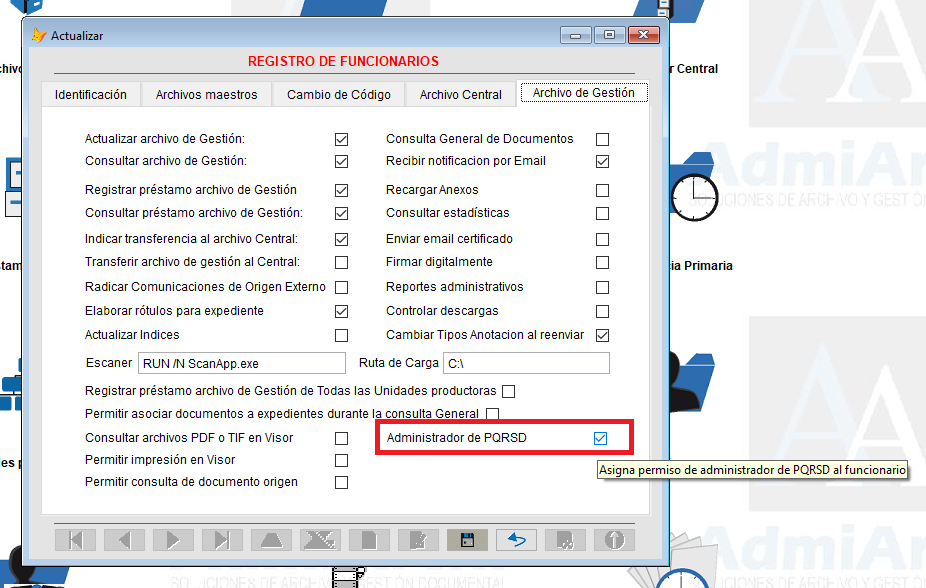 Actualizar
REGISTRO DE FUNCIONARIOS
Identificación Archivos maestros Cambio de Código Archivo Central Archivo de Gestión
Actualizar archivo de Gestión: Consulta General de Documentos
Consultar archivo de Gestión: Recibir notificacion por Email
Registrar préstamo archivo de Gestión Recargar Anexos
Consultar préstamo archivo de Gestión: Consultar estadísticas
Indicar transferencia al archivo Central: Enviar email certificado
Transferir archivo de gestión al Central: Firmar digitalmente
Radicar Comunicaciones de Origen Externo Reportes administrativos
Elaborar rótulos para expediente Controlar descargas
Actualizar Indices Cambiar Tipos Anotacion al reenviar
Escaner RUN /N ScanApp.exe Ruta de Carga C:\
Registrar préstamo archivo de Gestión de Todas las Unidades productoras
Permitir asociar documentos a expedientes durante la consulta General
Consultar archivos PDF o TIF en Visor Administrador de PQRSD
Permitir impresión en Visor
Asigna permiso de administrador de PQRSD al funcionario
Permitir consulta de documento origen
Central
AdmiAr
CIONES DE ARCHIVO Y GESTIÓN
ia Primaria
AdmiAr
SOLUCIONES DE ARCHIVO Y GESTIÓN DOCUMENTAL
SOLUCIONES DE ARCHIVO Y GESTIÓN